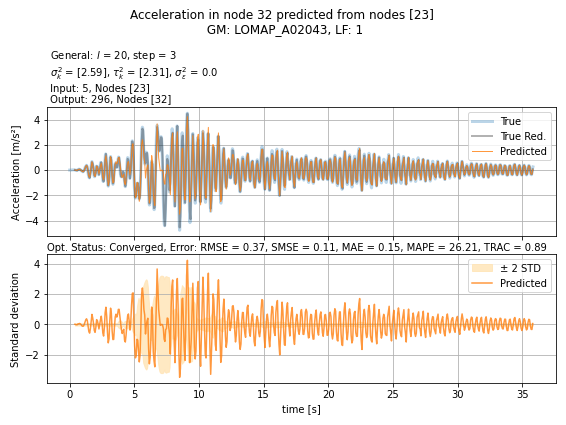 Acceleration in node 32 predicted from nodes [23]
GM: LOMAP_A02043, LF: 1
General: l = 20, step = 3
σ_k² = [2.59], τ_k² = [2.31], σ_ε² = 0.0
Input: 5, Nodes [23]
Output: 296, Nodes [32]
Acceleration [m/s²]
4
2
0
−2
−4
True
True Red.
Predicted
Opt. Status: Converged, Error: RMSE = 0.37, SMSE = 0.11, MAE = 0.15, MAPE = 26.21, TRAC = 0.89
Standard deviation
4
2
0
−2
± 2 STD
Predicted
0 5 10 15 20 25 30 35
time [s]